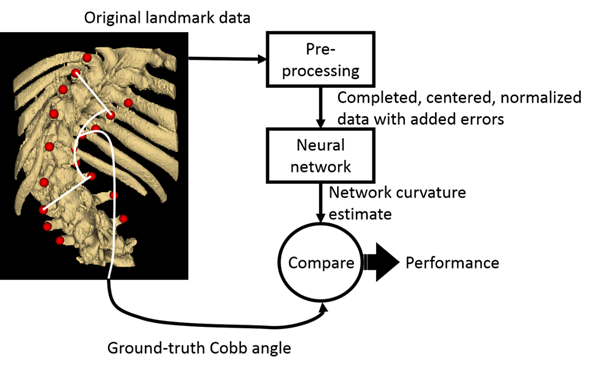 Original landmark data
Pre-
processing
Completed, centered, normalized
data with added errors
Neural
network
Network curvature
estimate
Compare
Performance
Ground-truth Cobb angle